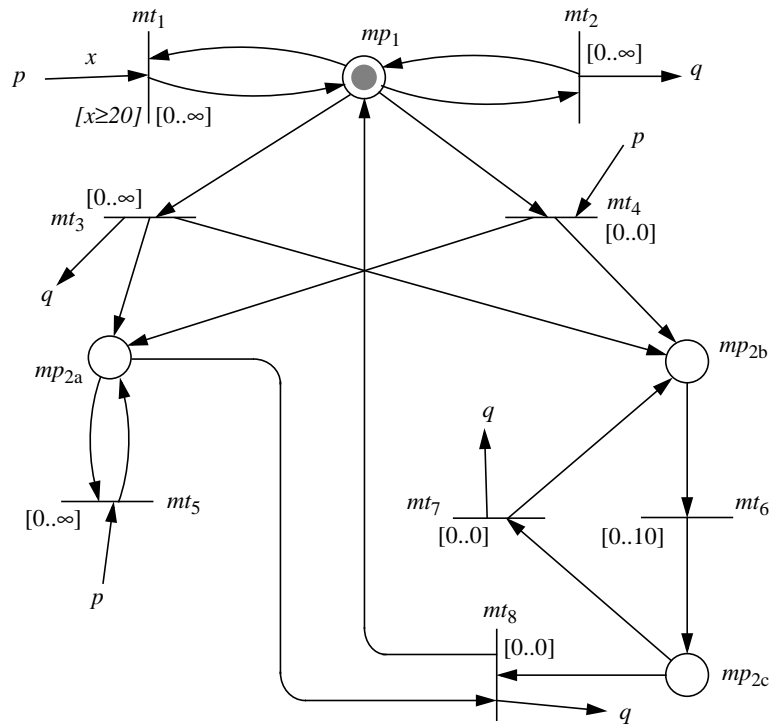 mt1
mp1
mt2
[0..∞]
p
x
q
[x≥20]
[0..∞]
p
[0..∞]
mt3
mt4
[0..0]
q
mp2a
mp2b
q
mt5
[0..∞]
mt7
[0..0]
mt6
[0..10]
p
mt8
[0..0]
mp2c
q